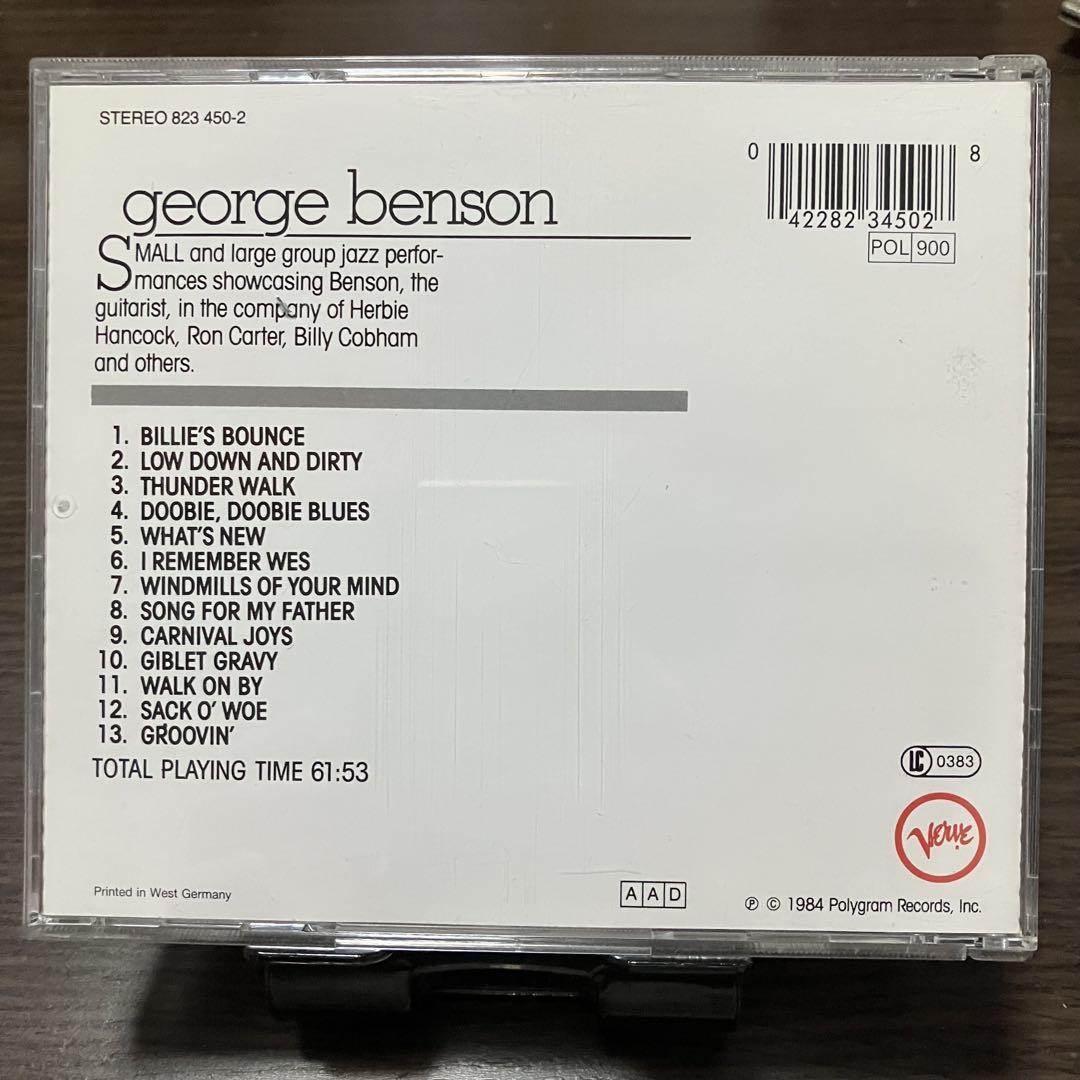 STEREO 823 450-2
0 42282 34502 8
POL 900
george benson
SMALL and large group jazz perfor-
mances showcasing Benson, the
guitarist, in the company of Herbie
Hancock, Ron Carter, Billy Cobham
and others.
1. BILLIE'S BOUNCE
2. LOW DOWN AND DIRTY
3. THUNDER WALK
4. DOOBIE, DOOBIE BLUES
5. WHAT'S NEW
6. I REMEMBER WES
7. WINDMILLS OF YOUR MIND
8. SONG FOR MY FATHER
9. CARNIVAL JOYS
10. GIBLET GRAVY
11. WALK ON BY
12. SACK O' WOE
13. GROOVIN'
TOTAL PLAYING TIME 61:53
LC 0383
Verve
Printed in West Germany
AAD
℗ © 1984 Polygram Records, Inc.